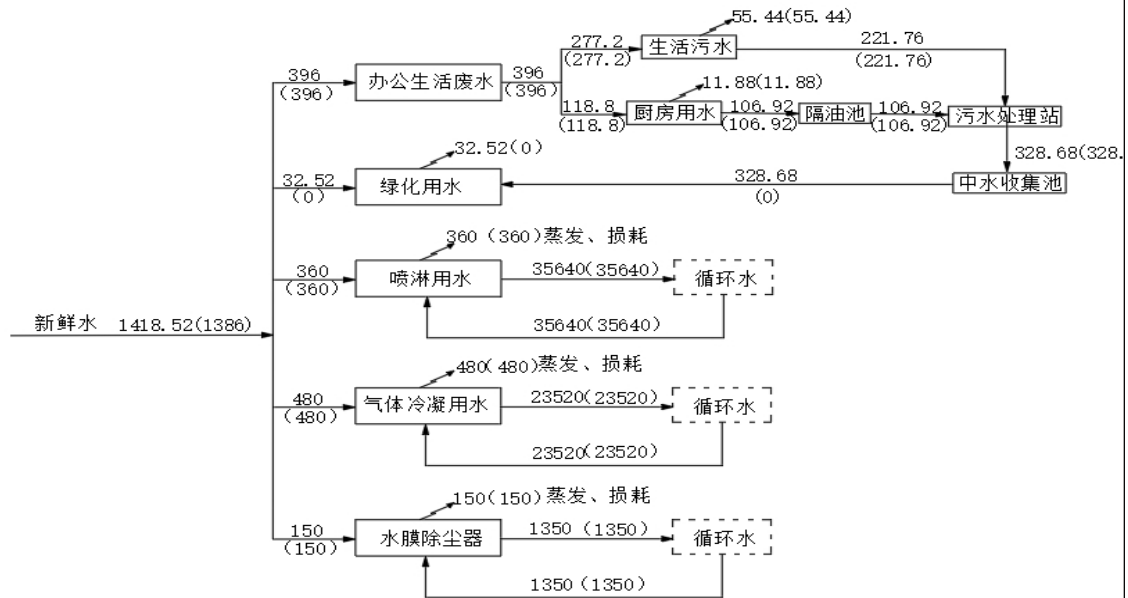 55.44(55.44)
277.2
(277.2)
生活污水
221.76
(221.76)
396
(396)
办公生活废水
396
(396)
11.88(11.88)
118.8
(118.8)
厨房用水
106.92
(106.92)
隔油池
106.92
(106.92)
污水处理站
328.68(328.
32.52(0)
32.52
(0)
绿化用水
328.68
(0)
中水收集池
360（360)蒸发、损耗
360
(360)
喷淋用水
35640(35640)
循环水
35640(35640)
新鲜水 1418.52(1386)
480(480)蒸发、损耗
480
(480)
气体冷凝用水
23520(23520)
循环水
23520(23520)
150(150)蒸发、损耗
150
(150)
水膜除尘器
1350（1350)
循环水
1350（1350)